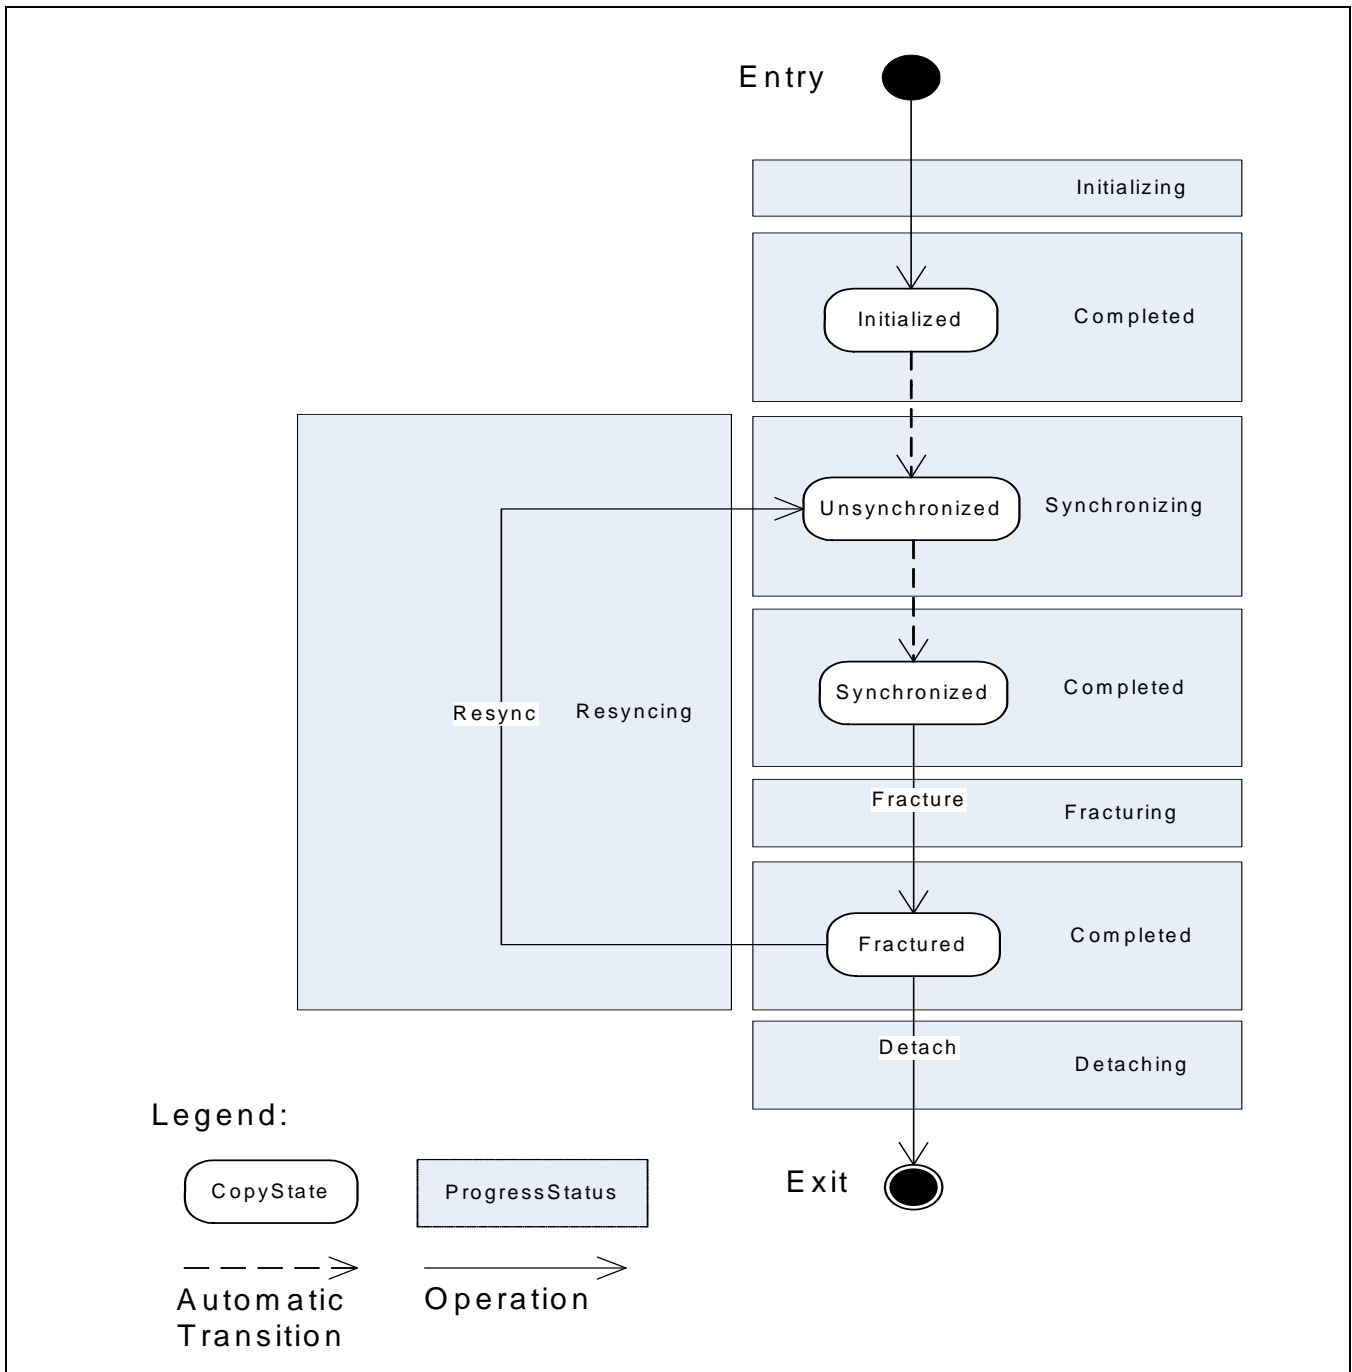 Entry
Initializing
Initialized
Completed
Unsynchronized
Synchronizing
Synchronized
Completed
Resync
Resyncing
Fracture
Fracturing
Fractured
Completed
Detach
Detaching
Exit
Legend:
CopyState
ProgressStatus
Automatic
Transition
Operation